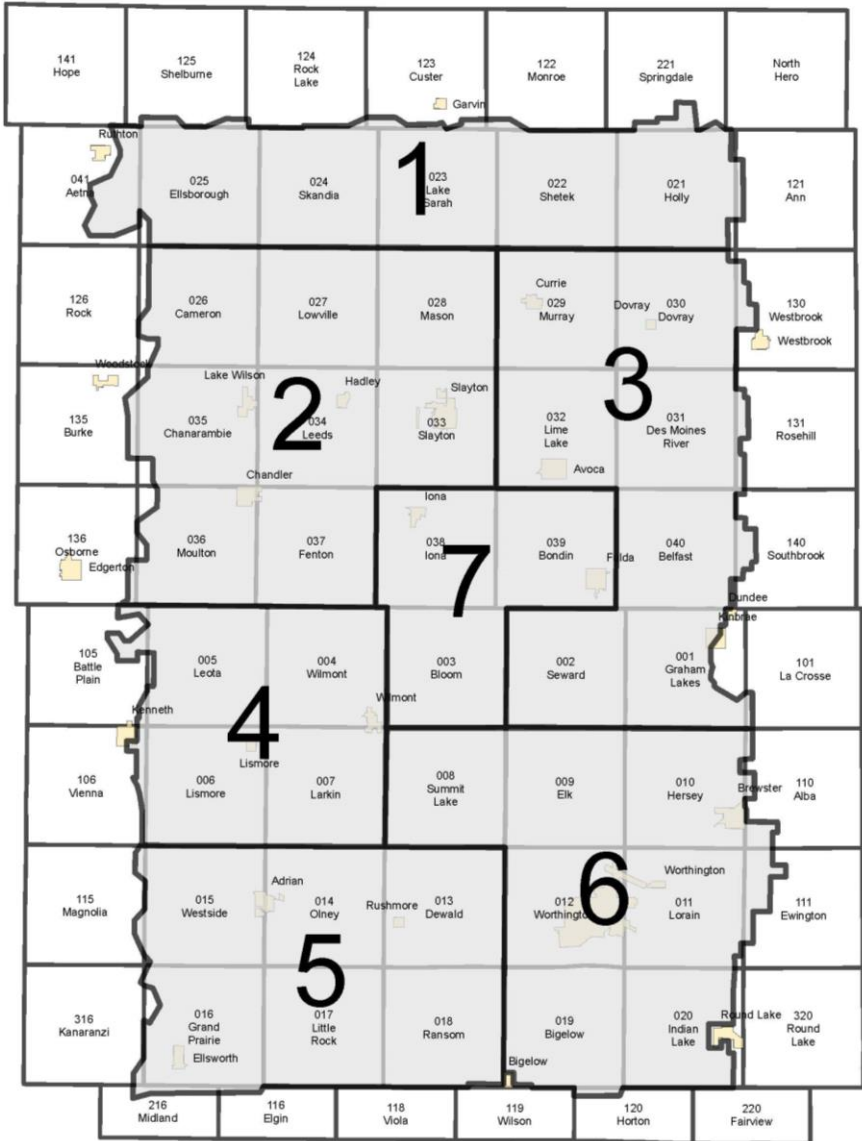 141
Hope
125
Shelburne
124
Rock
Lake
123
Custer
122
Monroe
221
Springdale
North
Hero
Garvin
Ruthton
041
Aetna
025
Ellsborough
024
Skandia
1
023
Lake
Sarah
022
Shetek
021
Holly
121
Ann
126
Rock
026
Cameron
027
Lowville
028
Mason
Currie
029
Murray
Dovray
030
Dovray
130
Westbrook
Westbrook
Woodstock
135
Burke
Lake Wilson
035
Chanarambie
2
034
Leeds
Hadley
Slayton
033
Slayton
3
032
Lime
Lake
Avoca
031
Des Moines
River
131
Rosehill
Chandler
136
Osborne
Edgerton
036
Moulton
037
Fenton
Iona
038
Iona
7
039
Bondin
Fulda
040
Belfast
140
Southbrook
Dundee
Kinbrae
105
Battle
Plain
005
Leota
004
Wilmont
003
Bloom
002
Seward
001
Graham
Lakes
101
La Crosse
Kenneth
4
Wilmont
Lismore
106
Vienna
006
Lismore
007
Larkin
008
Summit
Lake
009
Elk
010
Hersey
Brewster
110
Alba
115
Magnolia
015
Westside
Adrian
014
Olney
Rushmore
013
Dewald
6
012
Worthington
Worthington
011
Lorain
111
Ewington
5
316
Kanaranzi
016
Grand
Prairie
Ellsworth
017
Little
Rock
018
Ransom
019
Bigelow
Bigelow
020
Indian
Lake
Round Lake
320
Round
Lake
216
Midland
116
Elgin
118
Viola
119
Wilson
120
Horton
220
Fairview